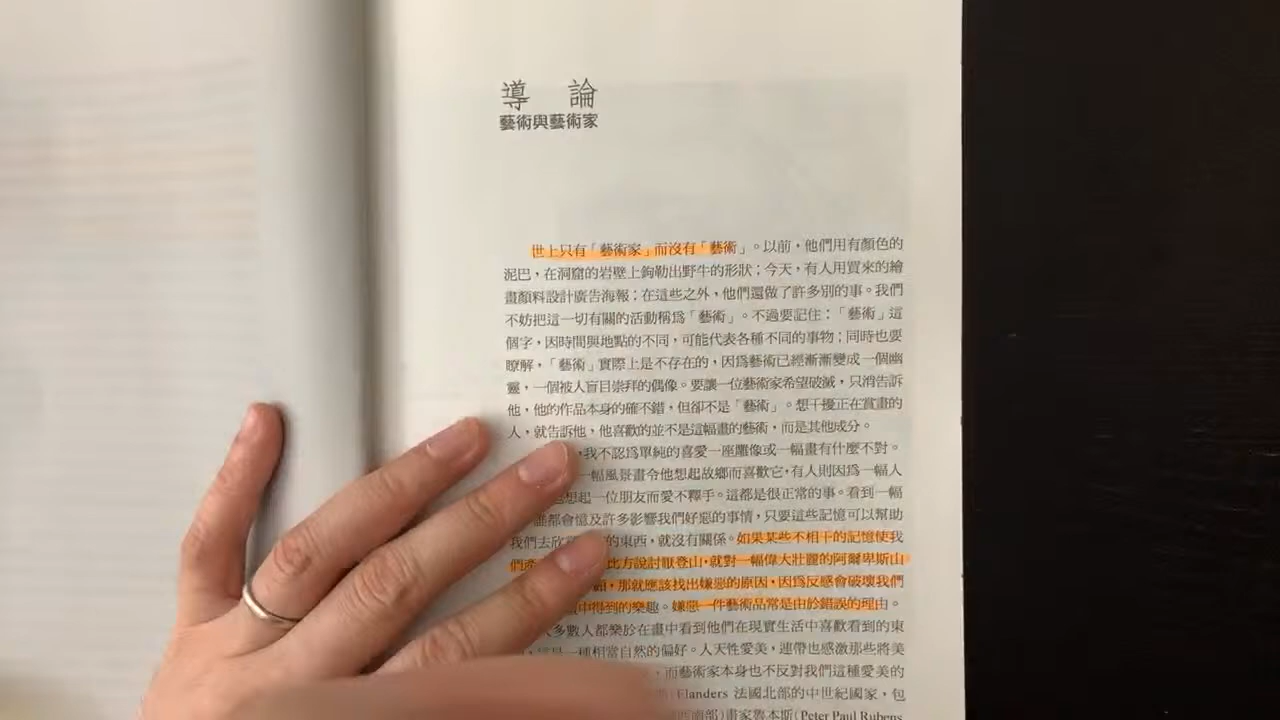 導 論
藝術與藝術家
世上只有「藝術家」而沒有「藝術」。以前，他們用有顏色的
泥巴，在洞窟的岩壁上鉤勒出野牛的形狀；今天，有人用買來的繪
畫顏料設計廣告海報；在這些之外，他們還做了許多別的事。我們
不妨把這一切有關的活動稱爲「藝術」。不過要記住：「藝術」這
個字，因時間與地點的不同，可能代表各種不同的事物；同時也要
瞭解，「藝術」實際上是不存在的，因爲藝術已經漸漸變成一個幽
靈，一個被人盲目崇拜的偶像。要讓一位藝術家希望破滅，只消告訴
他，他的作品本身的確不錯，但卻不是「藝術」。想干擾正在賞畫的
人，就告訴他，他喜歡的並不是這幅畫的藝術，而是其他成分。
，我不認爲單純的喜愛一座雕像或一幅畫有什麼不對。
一幅風景畫令他想起故鄉而喜歡它，有人則因爲一幅人
想起一位朋友而愛不釋手。這都是很正常的事。看到一幅
誰都會憶及許多影響我們好惡的事情，只要這些記憶可以幫助
我們去欣 的東西，就沒有關係。如果某些不相干的記憶使我
們產 比方說討厭登山，就對一幅偉大壯麗的阿爾卑斯山
，那就應該找出嫌惡的原因，因爲反感會破壞我們
中得到的樂趣。嫌惡一件藝術品常是由於錯誤的理由。
人多數人都樂於在畫中看到他們在現實生活中喜歡看到的東
是一種相當自然的偏好。人天性愛美，連帶也感激那些將美
，而藝術家本身也不反對我們這種愛美的
（Flanders 法國北部的中世紀國家，包
西南部）畫家魯本斯（Peter Paul Rubens